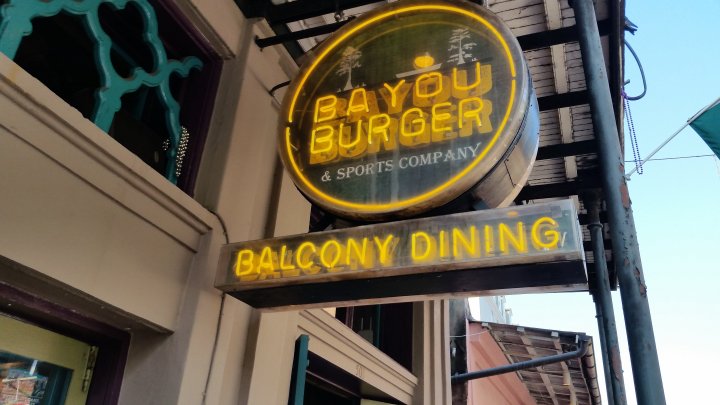 BAYOU
BURGER
& SPORTS COMPANY
BALCONY DINING